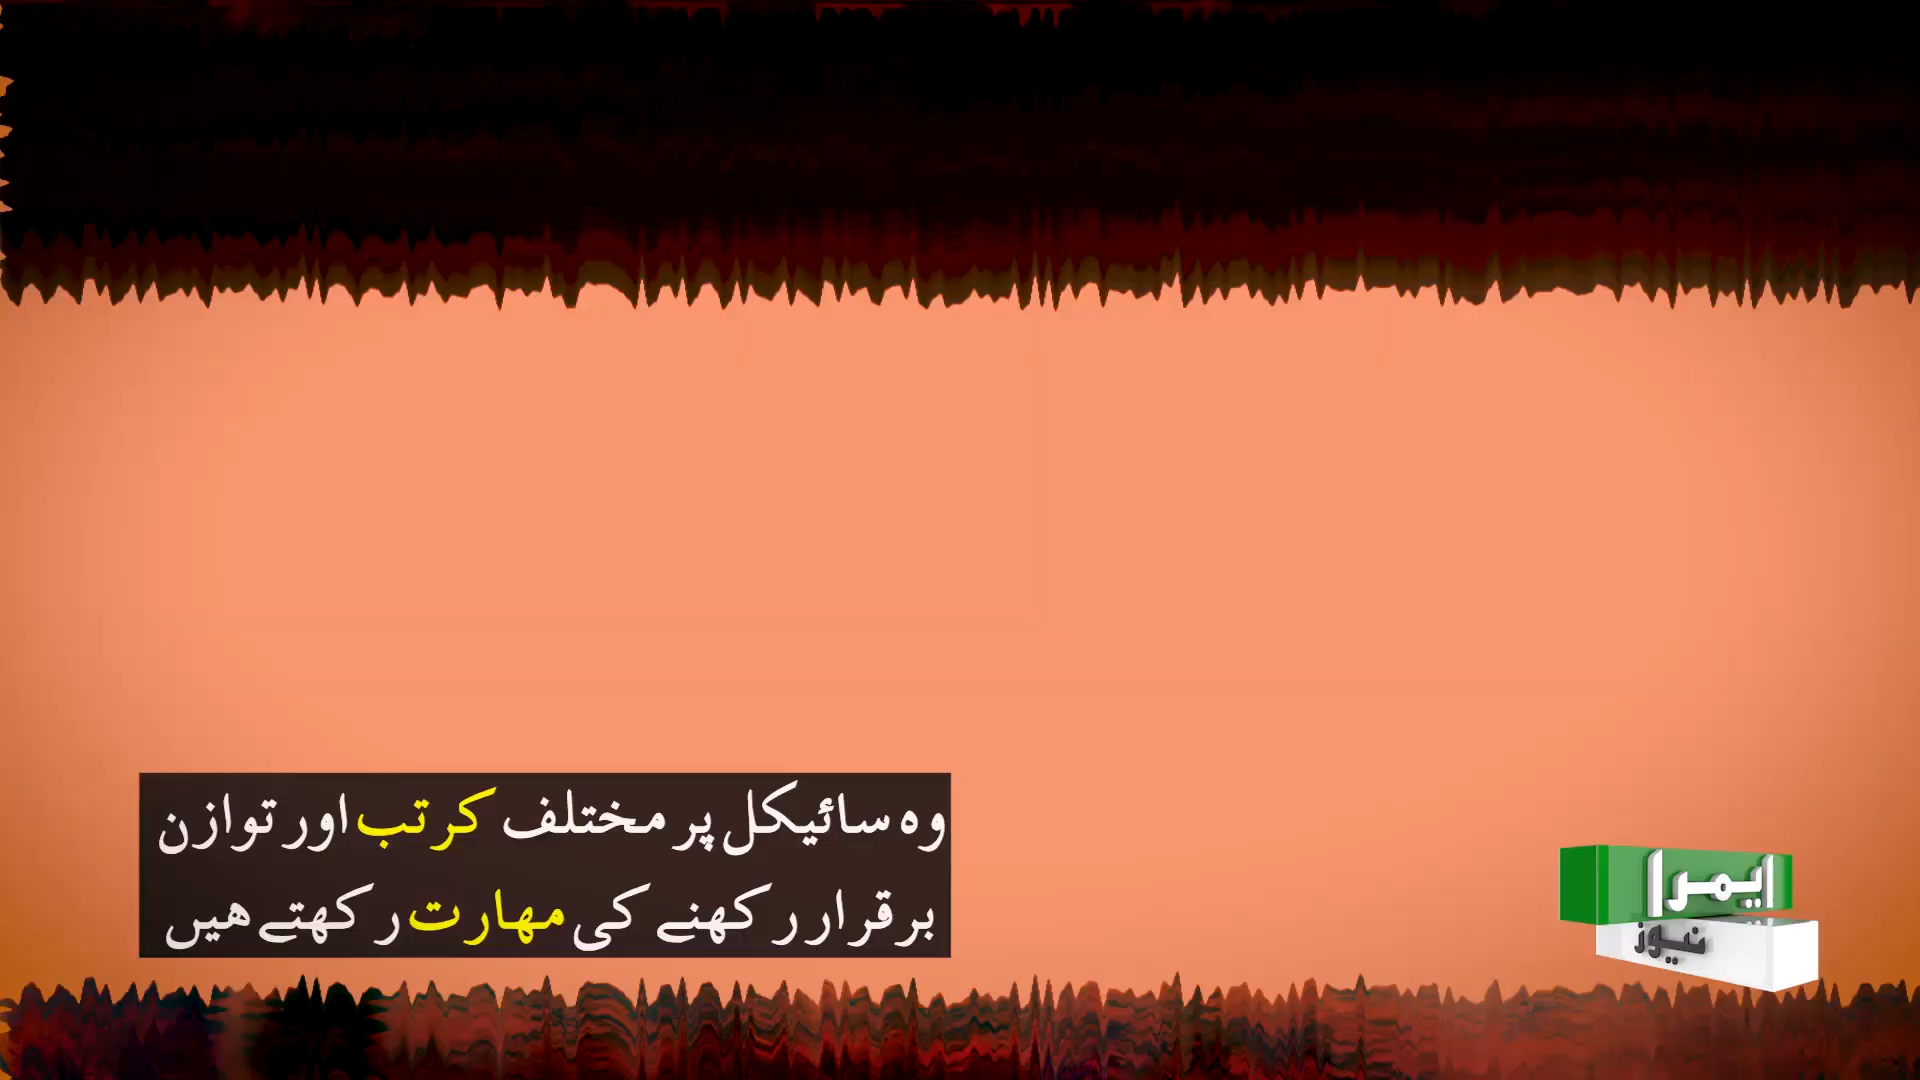 وہ سائیکل پر مختلف کرتب اور توازن
برقرار رکھنے کی مہارت رکھتے ہیں
ایمرا
نیوز